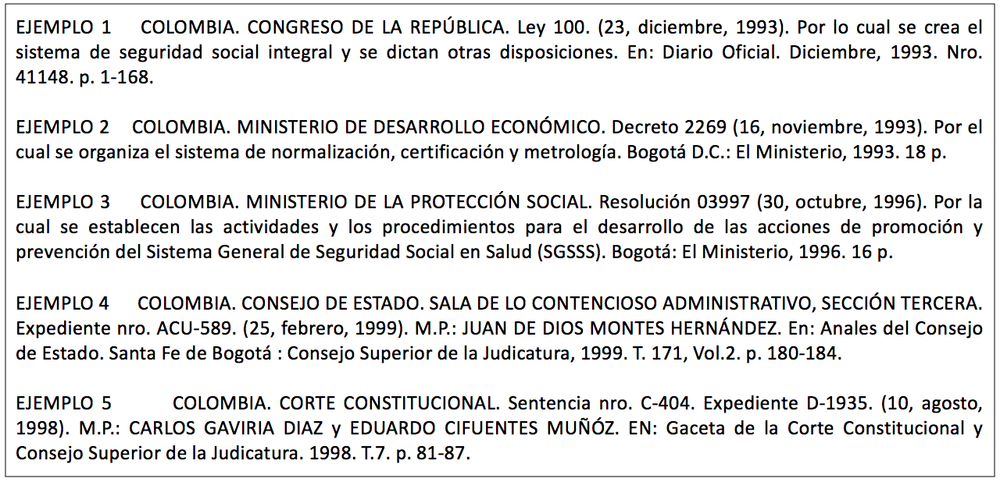 EJEMPLO 1 COLOMBIA. CONGRESO DE LA REPÚBLICA. Ley 100. (23, diciembre, 1993). Por lo cual se crea el
sistema de seguridad social integral y se dictan otras disposiciones. En: Diario Oficial. Diciembre, 1993. Nro.
41148. p. 1-168.
EJEMPLO 2 COLOMBIA. MINISTERIO DE DESARROLLO ECONÓMICO. Decreto 2269 (16, noviembre, 1993). Por el
cual se organiza el sistema de normalización, certificación y metrología. Bogotá D.C.: El Ministerio, 1993. 18 p.
EJEMPLO 3 COLOMBIA. MINISTERIO DE LA PROTECCIÓN SOCIAL. Resolución 03997 (30, octubre, 1996). Por la
cual se establecen las actividades y los procedimientos para el desarrollo de las acciones de promoción y
prevención del Sistema General de Seguridad Social en Salud (SGSSS). Bogotá: El Ministerio, 1996. 16 p.
EJEMPLO 4 COLOMBIA. CONSEJO DE ESTADO. SALA DE LO CONTENCIOSO ADMINISTRATIVO, SECCIÓN TERCERA.
Expediente nro. ACU-589. (25, febrero, 1999). M.P.: JUAN DE DIOS MONTES HERNÁNDEZ. En: Anales del Consejo
de Estado. Santa Fe de Bogotá : Consejo Superior de la Judicatura, 1999. T. 171, Vol.2. p. 180-184.
EJEMPLO 5 COLOMBIA. CORTE CONSTITUCIONAL. Sentencia nro. C-404. Expediente D-1935. (10, agosto,
1998). M.P.: CARLOS GAVIRIA DIAZ y EDUARDO CIFUENTES MUÑÓZ. EN: Gaceta de la Corte Constitucional y
Consejo Superior de la Judicatura. 1998. T.7. p. 81-87.